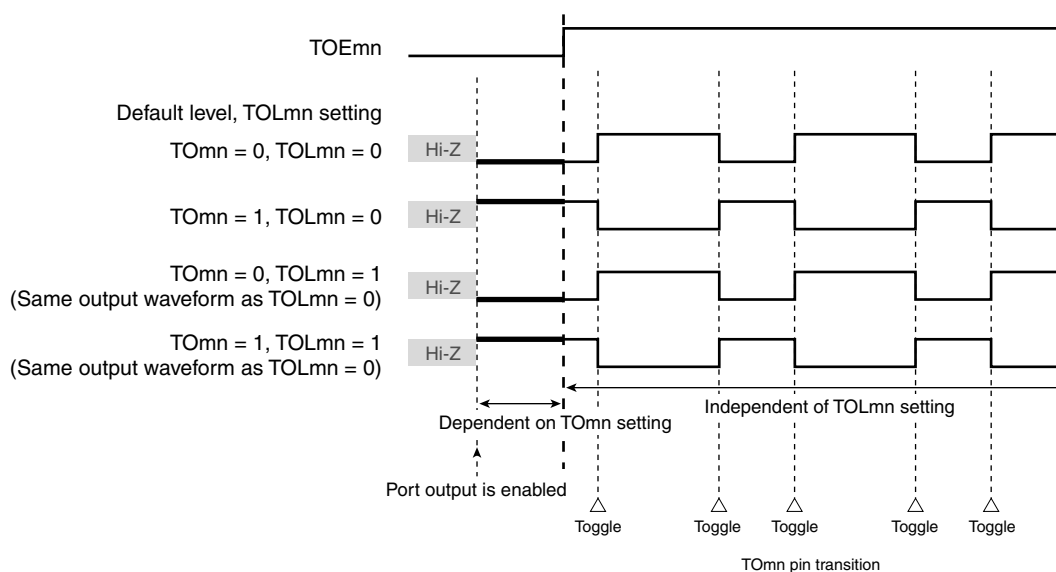 TOEmn
Default level, TOLmn setting
TOmn = 0, TOLmn = 0
Hi-Z
TOmn = 1, TOLmn = 0
Hi-Z
TOmn = 0, TOLmn = 1
(Same output waveform as TOLmn = 0)
Hi-Z
TOmn = 1, TOLmn = 1
(Same output waveform as TOLmn = 0)
Hi-Z
Independent of TOLmn setting
Dependent on TOmn setting
Port output is enabled
Toggle Toggle Toggle Toggle Toggle
TOmn pin transition